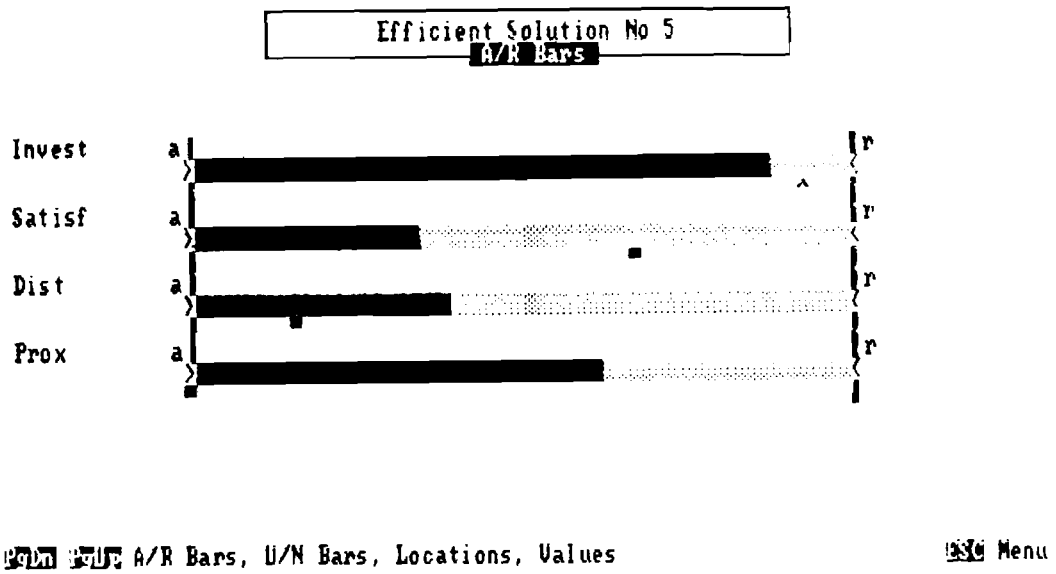 Efficient Solution No 5
A/R Bars
Invest a r
Satisf a r
Dist a r
Prox a r
PgDn PgUp A/R Bars, U/N Bars, Locations, Values ESC Menu